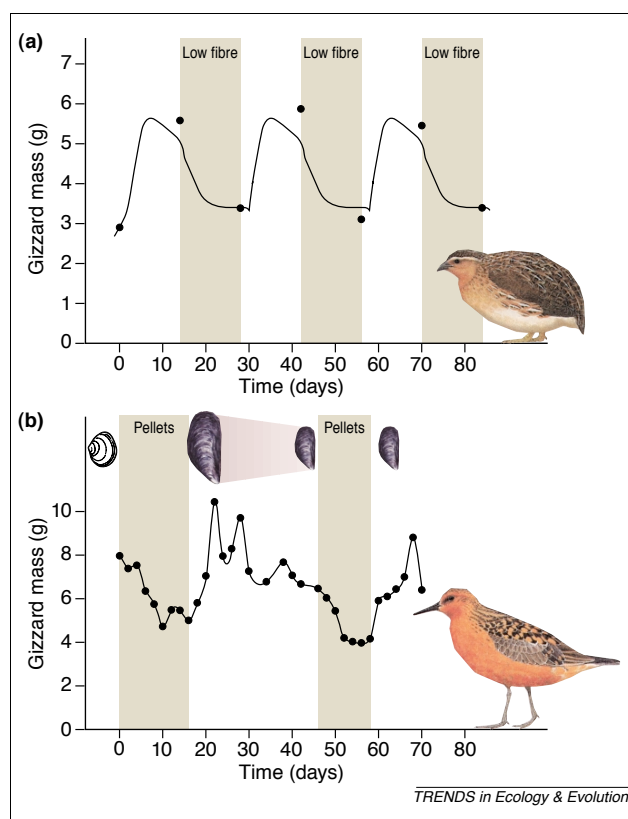 (a)
Low fibre Low fibre Low fibre
7
6
5
4
3
2
1
0
Gizzard mass (g)
0 10 20 30 40 50 60 70 80
Time (days)
(b)
Pellets Pellets
10
8
6
4
2
0
Gizzard mass (g)
0 10 20 30 40 50 60 70 80
Time (days)
TRENDS in Ecology & Evolution